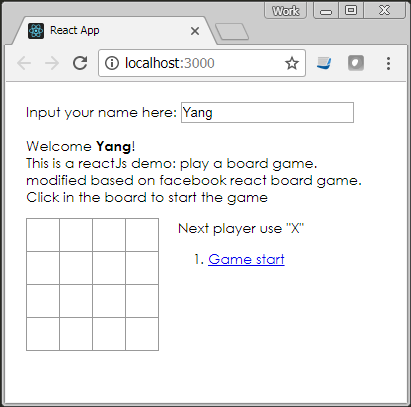 Work
React App
localhost:3000
Input your name here: Yang
Welcome Yang!
This is a reactJs demo: play a board game.
modified based on facebook react board game.
Click in the board to start the game
Next player use "X"
1. Game start